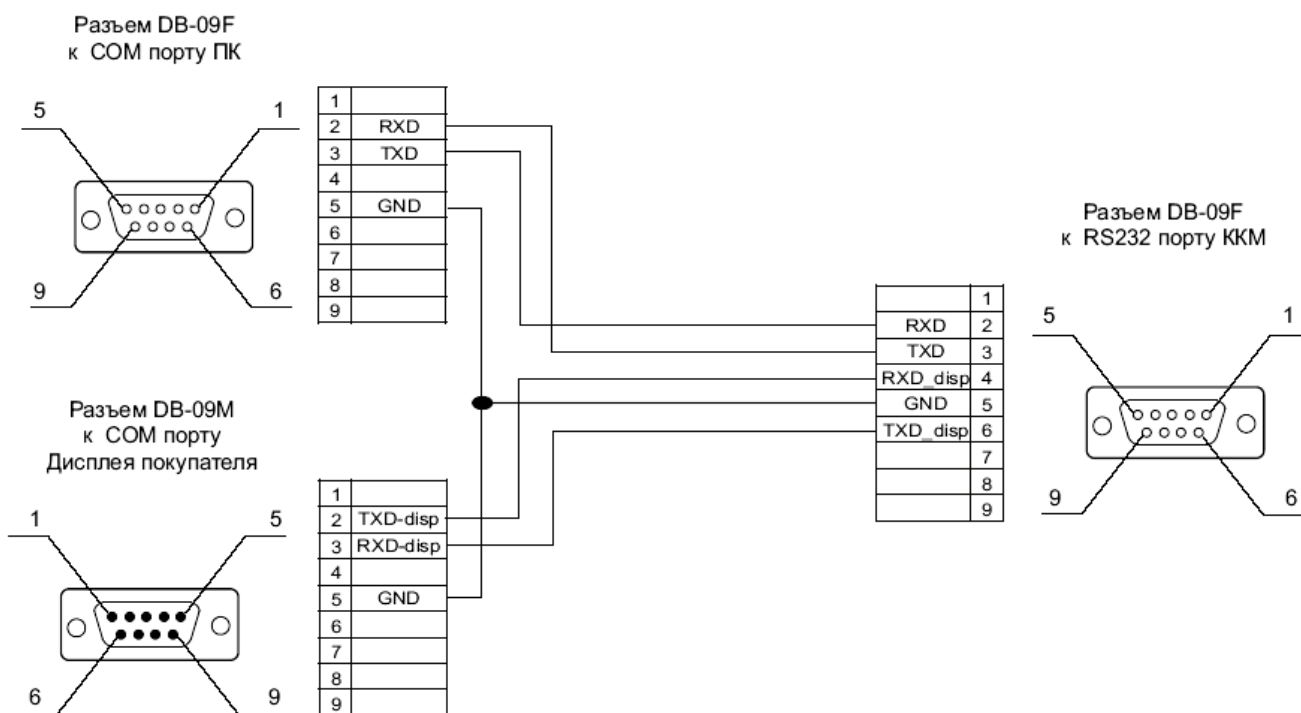 Разъем DB-09F
к COM порту ПК
5
1
9
6
1
2 RXD
3 TXD
4
5 GND
6
7
8
9
Разъем DB-09M
к COM порту
Дисплея покупателя
1
5
6
9
1
2 TXD-disp
3 RXD-disp
4
5 GND
6
7
8
9
Разъем DB-09F
к RS232 порту ККМ
1
RXD 2
TXD 3
RXD_disp 4
GND 5
TXD_disp 6
7
8
9
5
1
9
6